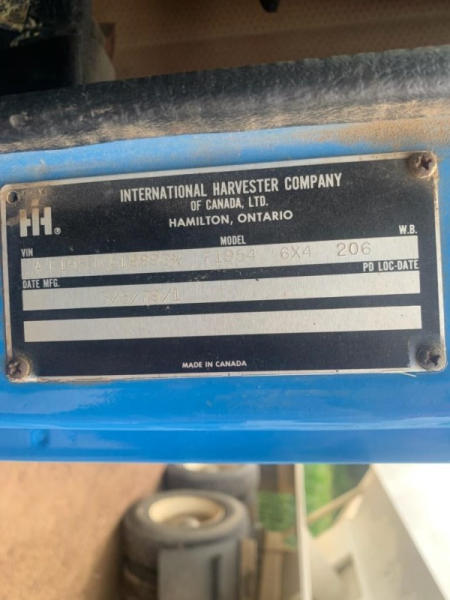 INTERNATIONAL HARVESTER COMPANY
OF CANADA, LTD.
HAMILTON, ONTARIO
IH®
VIN MODEL W.B.
F1954 6X4 206
DATE MFG. PD LOC-DATE
MADE IN CANADA